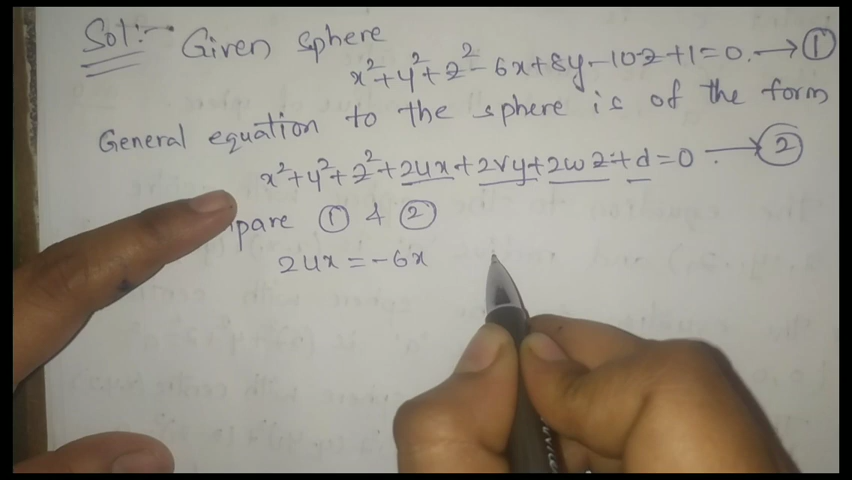 Sol:- Given sphere
x²+y²+z²-6x+8y-10z+1=0. → ①
General equation to the sphere is of the form
x²+y²+z²+2ux+2vy+2wz+d=0. → ②
pare ① & ②
2ux=-6x